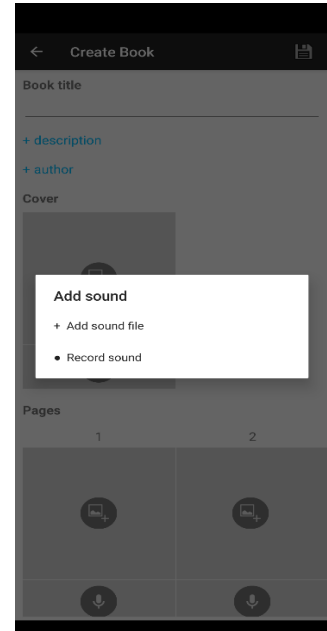 Create Book
Book title
+ description
+ author
Cover
Add sound
+ Add sound file
● Record sound
Pages
1 2